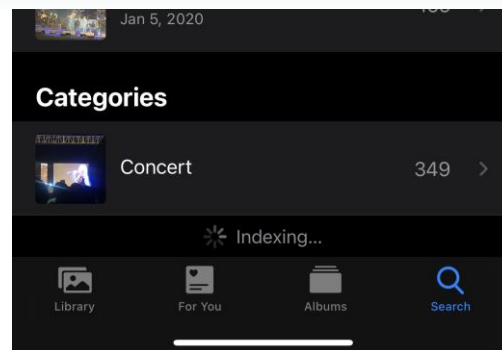 Jan 5, 2020
Categories
Concert 349
Indexing...
Library For You Albums Search